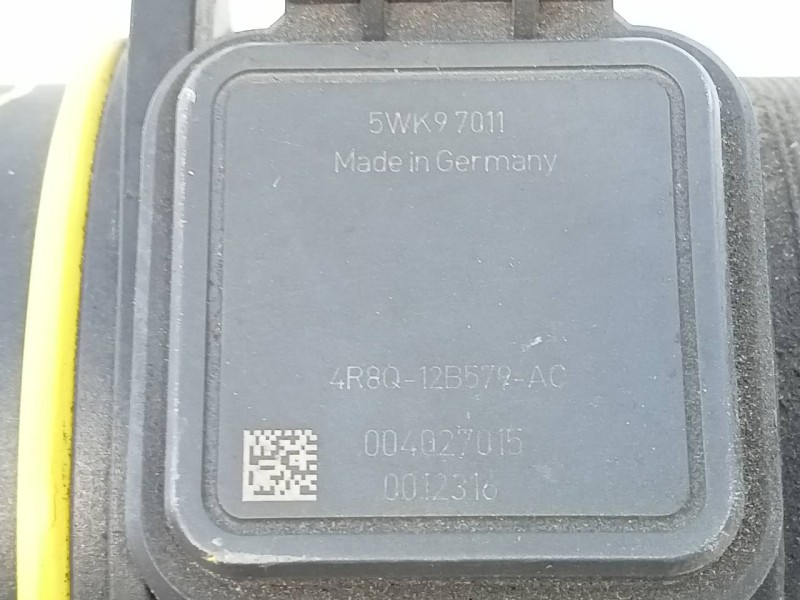 5WK9 7011
Made in Germany
4R8Q-12B579-AC
004027015
0012316